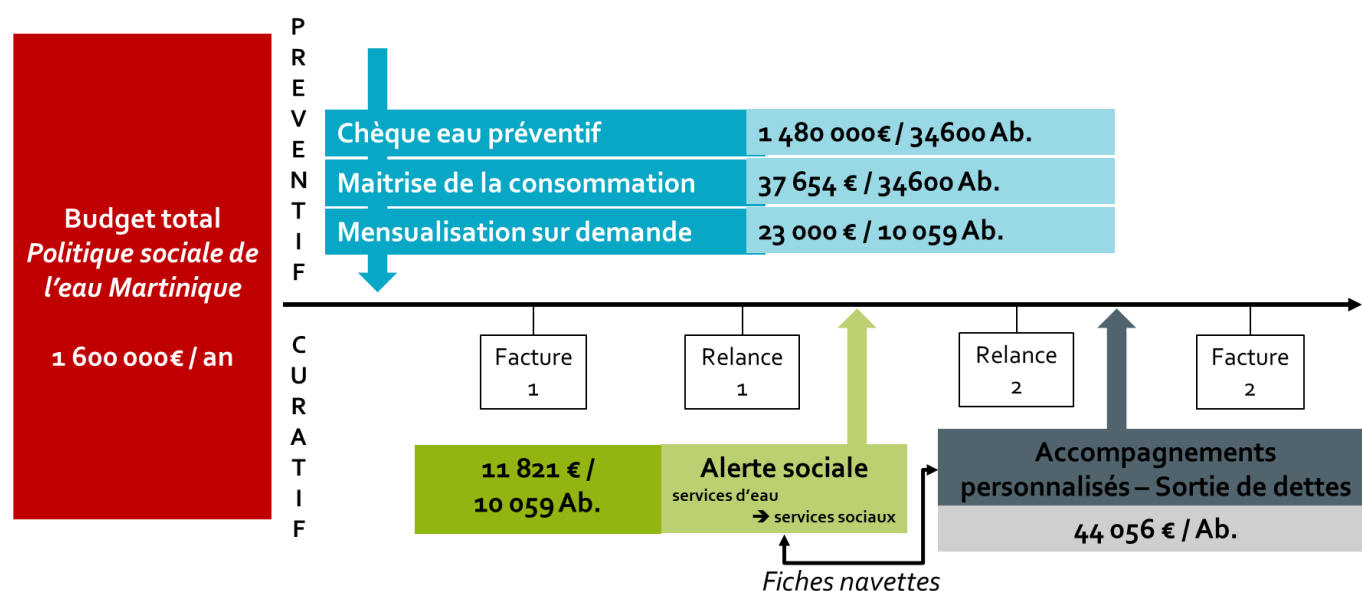 Budget total
Politique sociale de
l'eau Martinique
1 600 000€ / an
PREVENTIF
Chèque eau préventif
1 480 000€ / 34600 Ab.
Maitrise de la consommation
37 654 € / 34600 Ab.
Mensualisation sur demande
23 000 € / 10 059 Ab.
CURATIF
Facture
1
Relance
1
Relance
2
Facture
2
11 821 € /
10 059 Ab.
Alerte sociale
services d'eau
➔ services sociaux
Accompagnements
personnalisés – Sortie de dettes
44 056 € / Ab.
Fiches navettes